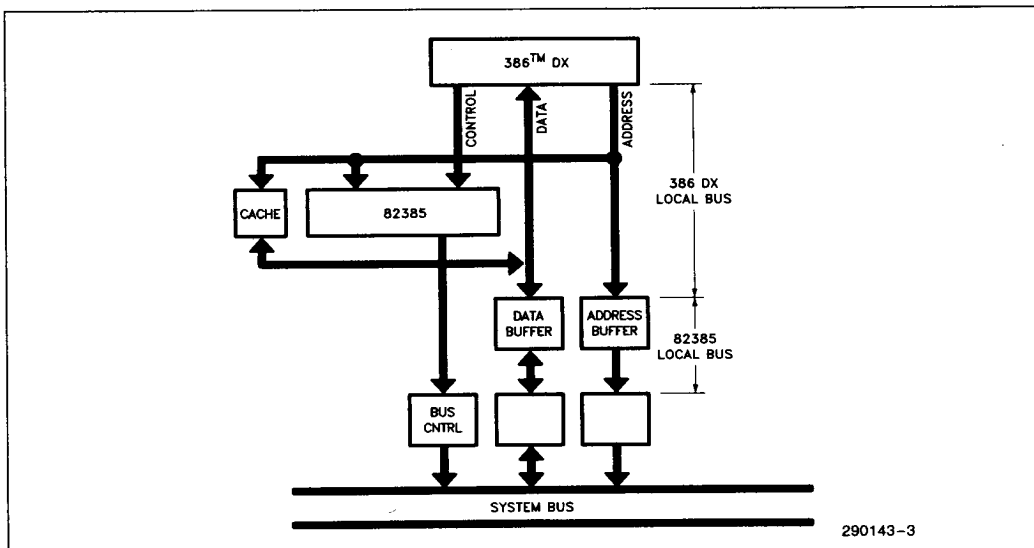 386™ DX
CONTROL
DATA
ADDRESS
386 DX
LOCAL BUS
CACHE
82385
DATA
BUFFER
ADDRESS
BUFFER
82385
LOCAL BUS
BUS
CNTRL
SYSTEM BUS
290143-3